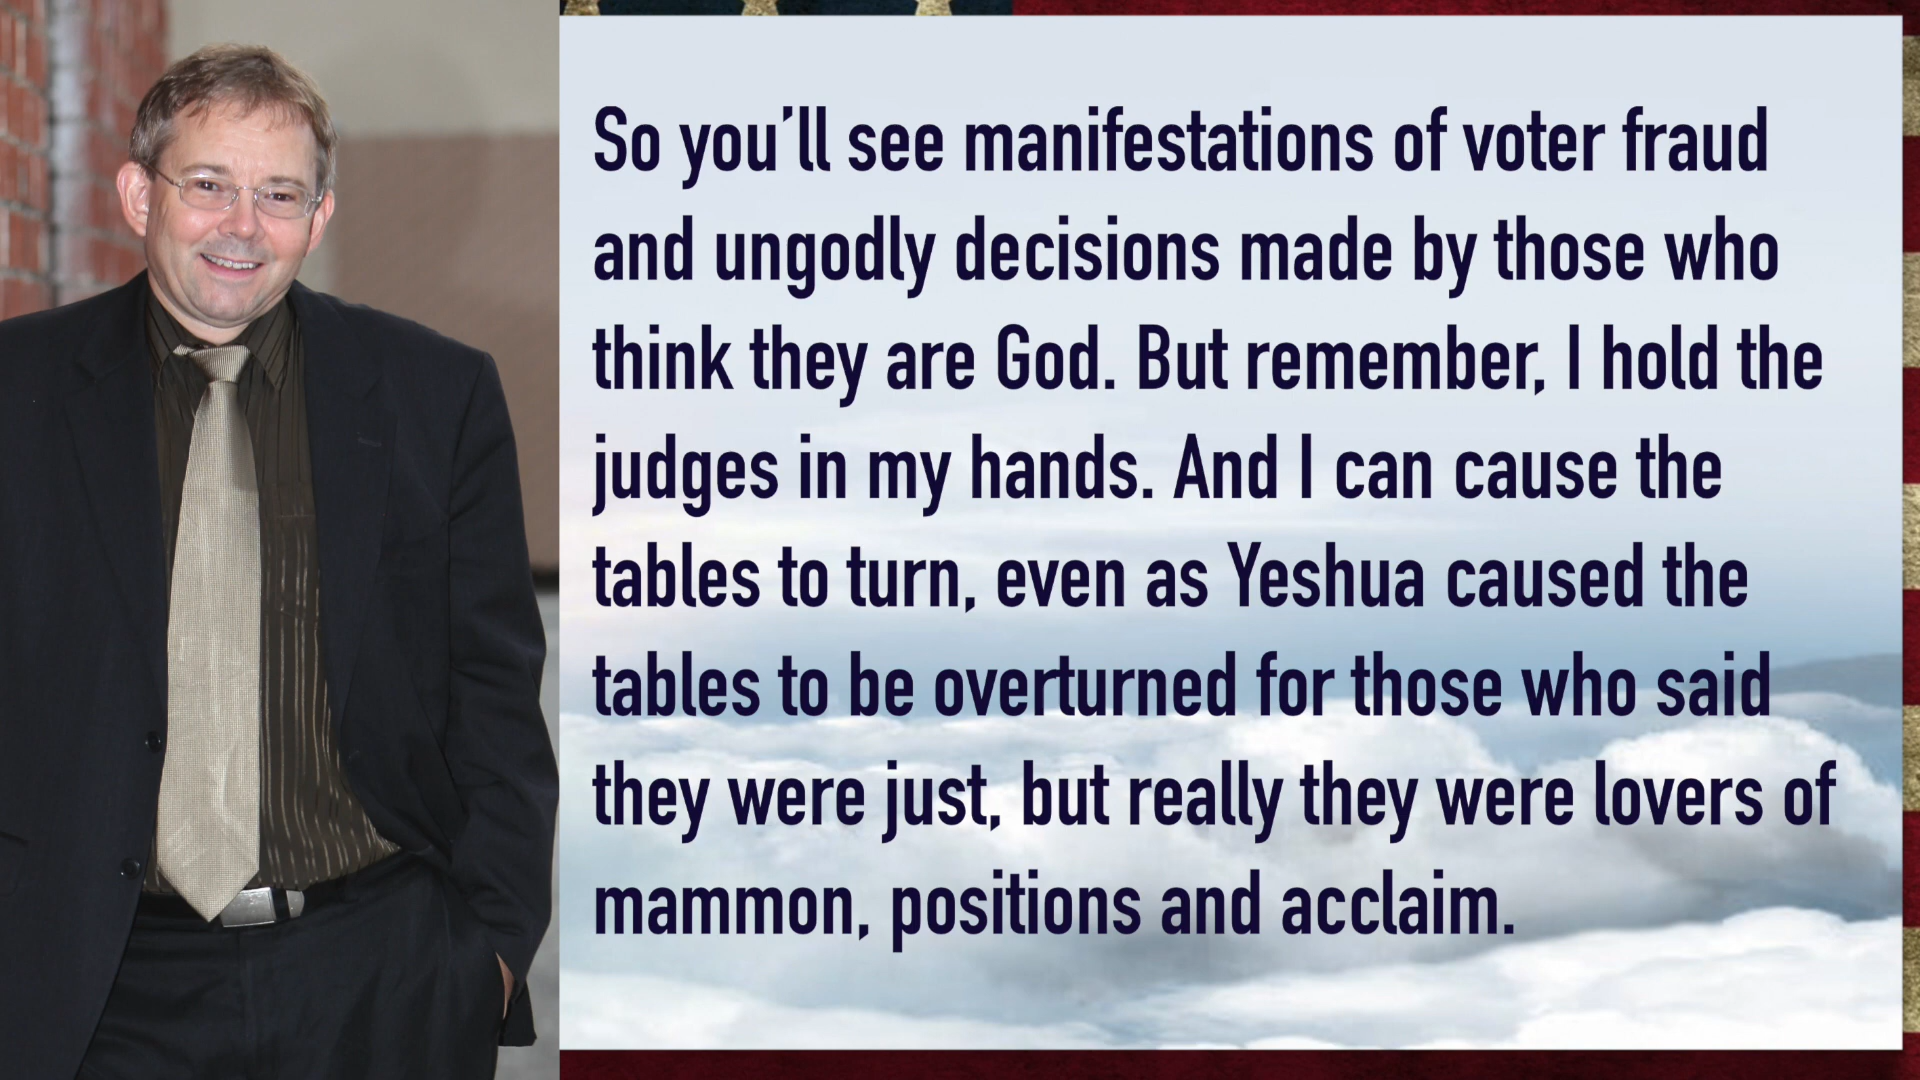 So you’ll see manifestations of voter fraud
and ungodly decisions made by those who
think they are God. But remember, I hold the
judges in my hands. And I can cause the
tables to turn, even as Yeshua caused the
tables to be overturned for those who said
they were just, but really they were lovers of
mammon, positions and acclaim.